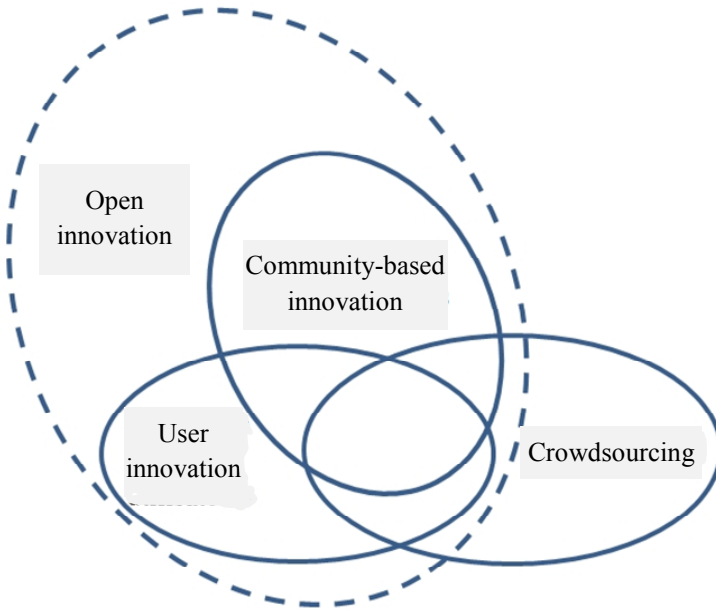 Open
innovation
Community-based
innovation
User
innovation
Crowdsourcing